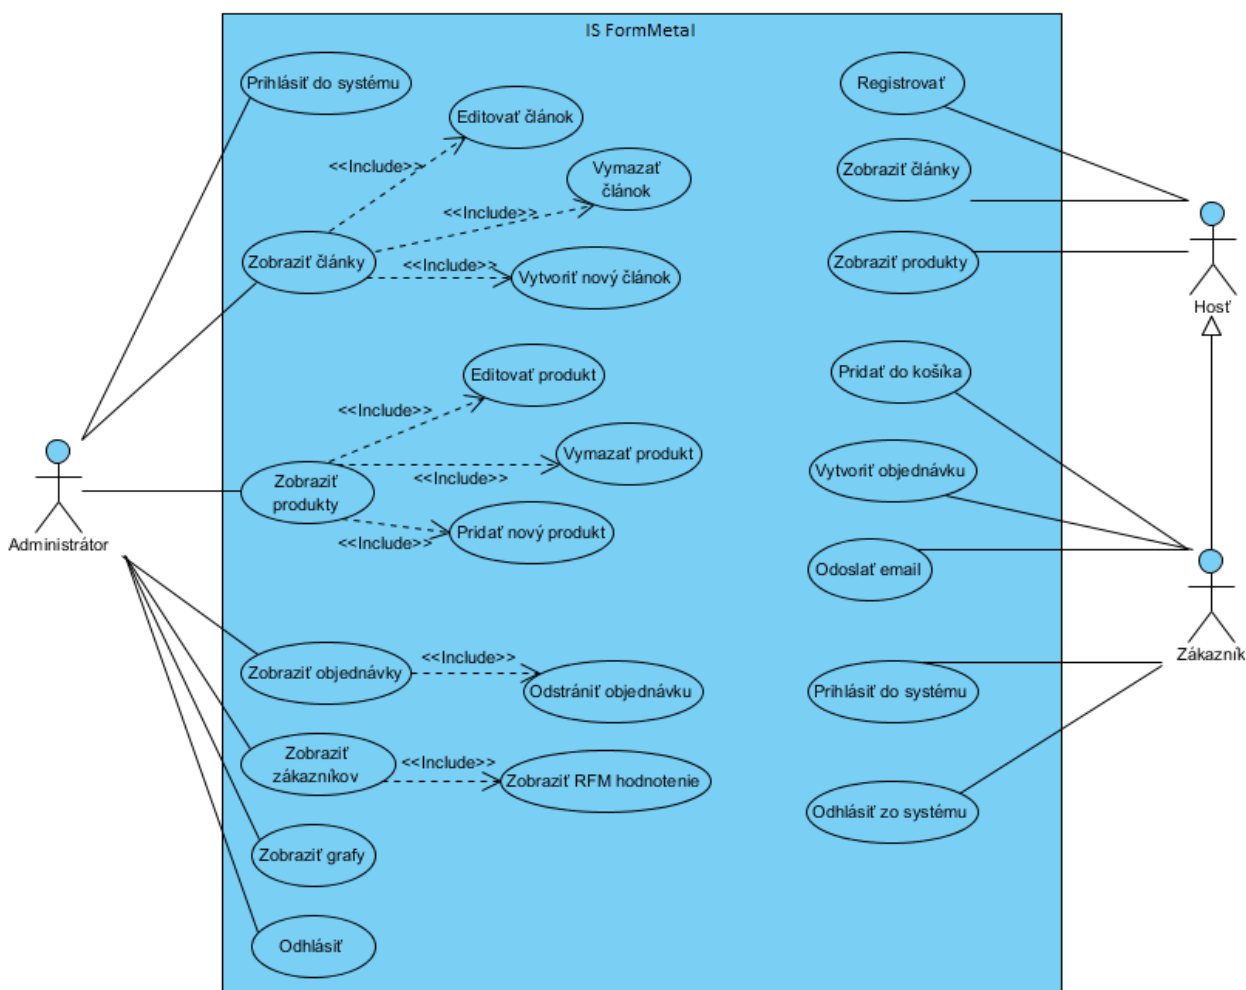 IS FormMetal
Prihlásiť do systému
Editovať článok
<<Include>>
Vymazať
článok
<<Include>>
Zobraziť články
<<Include>>
Vytvoriť nový článok
Editovať produkt
<<Include>>
Vymazať produkt
<<Include>>
Zobraziť
produkty
Pridať nový produkt
<<Include>>
Administrátor
Zobraziť objednávky
<<Include>>
Odstrániť objednávku
Zobraziť
zákazníkov
<<Include>>
Zobraziť RFM hodnotenie
Zobraziť grafy
Odhlásiť
Registrovať
Zobraziť články
Zobraziť produkty
Hosť
Pridať do košíka
Vytvoriť objednávku
Odoslať email
Zákazník
Prihlásiť do systému
Odhlásiť zo systému